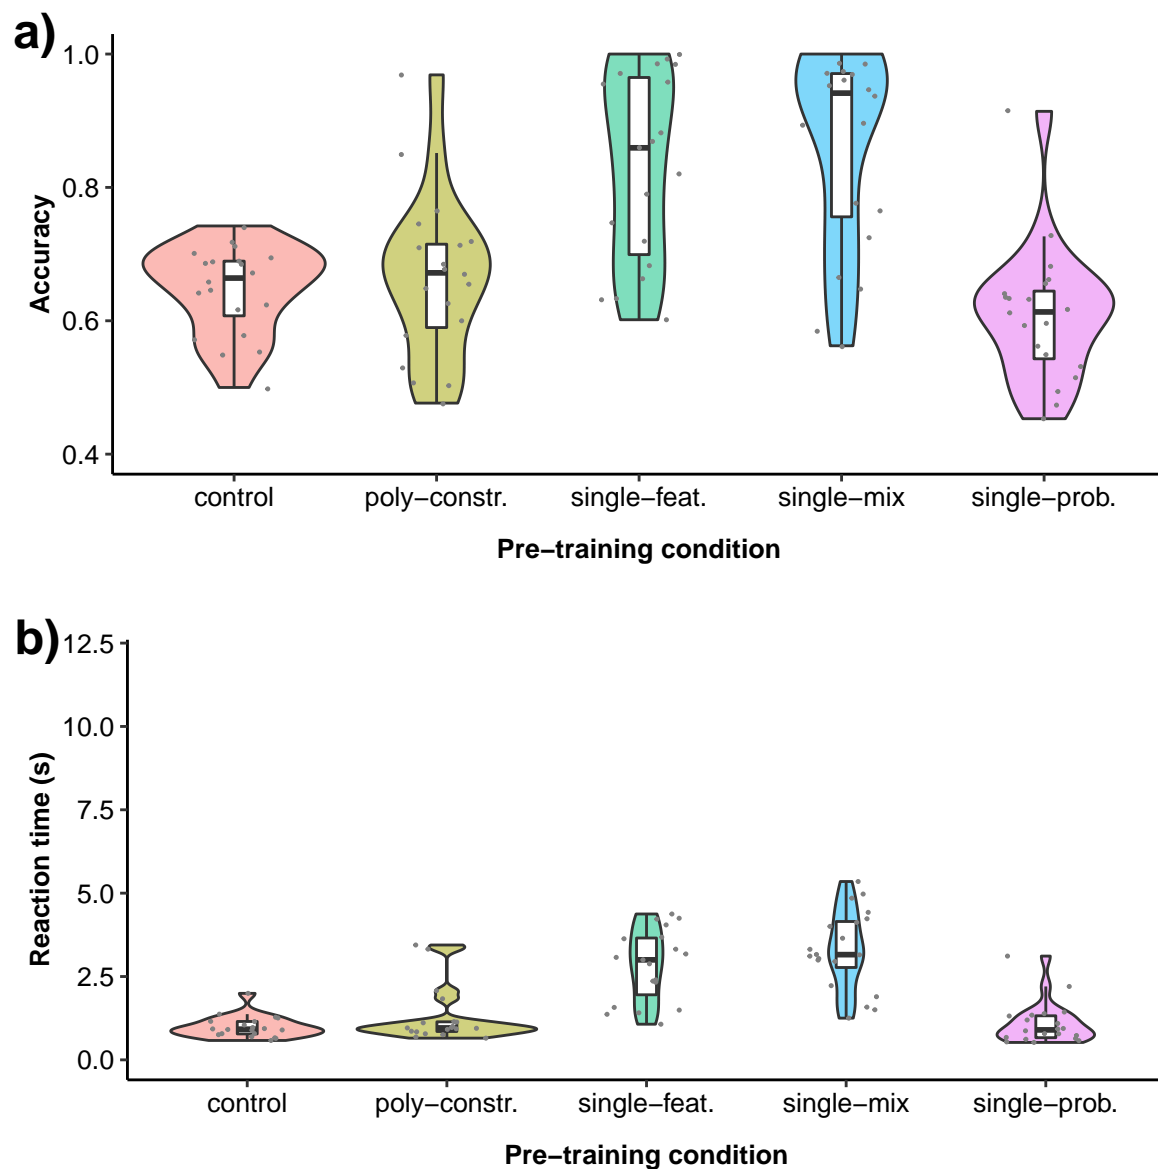 a)
1.0
0.8
0.6
0.4
Accuracy
control poly−constr. single−feat. single−mix single−prob.
Pre−training condition
b)
12.5
10.0
7.5
5.0
2.5
0.0
Reaction time (s)
control poly−constr. single−feat. single−mix single−prob.
Pre−training condition